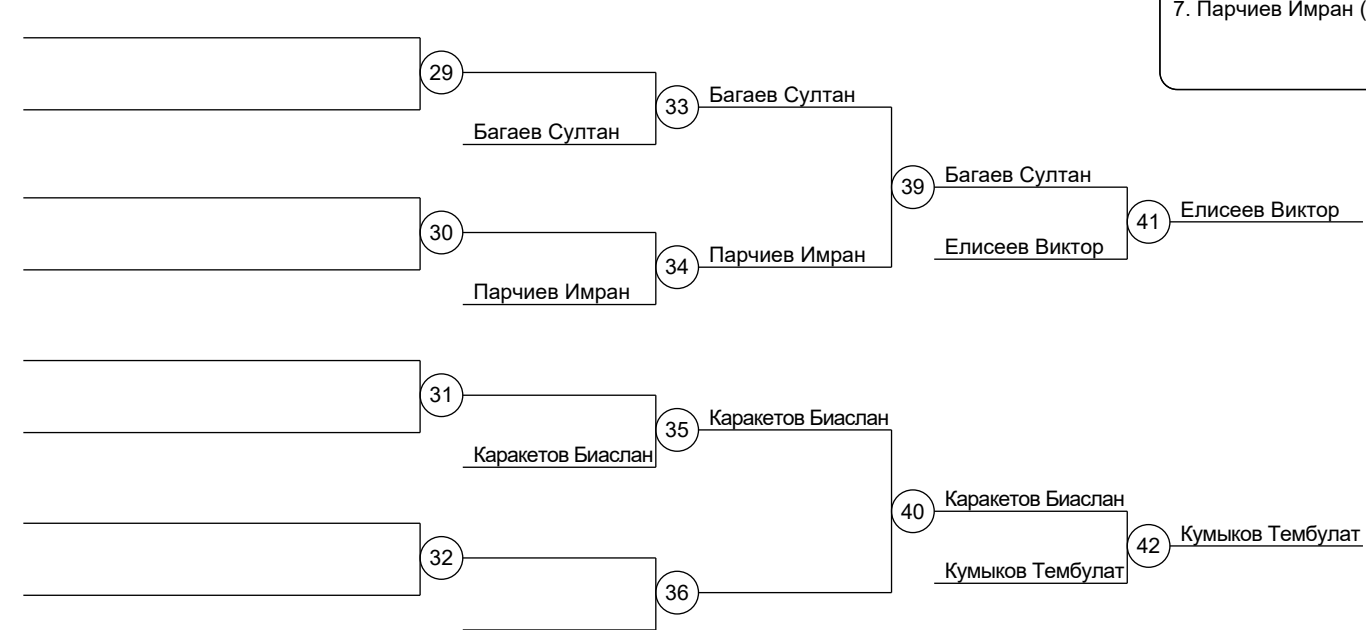 7. Парчиев Имран (
29
Багаев Султан
33
Багаев Султан
30
Парчиев Имран
34
Парчиев Имран
39
Багаев Султан
Елисеев Виктор
41
Елисеев Виктор
31
Каракетов Биаслан
35
Каракетов Биаслан
32
36
40
Каракетов Биаслан
Кумыков Тембулат
42
Кумыков Тембулат